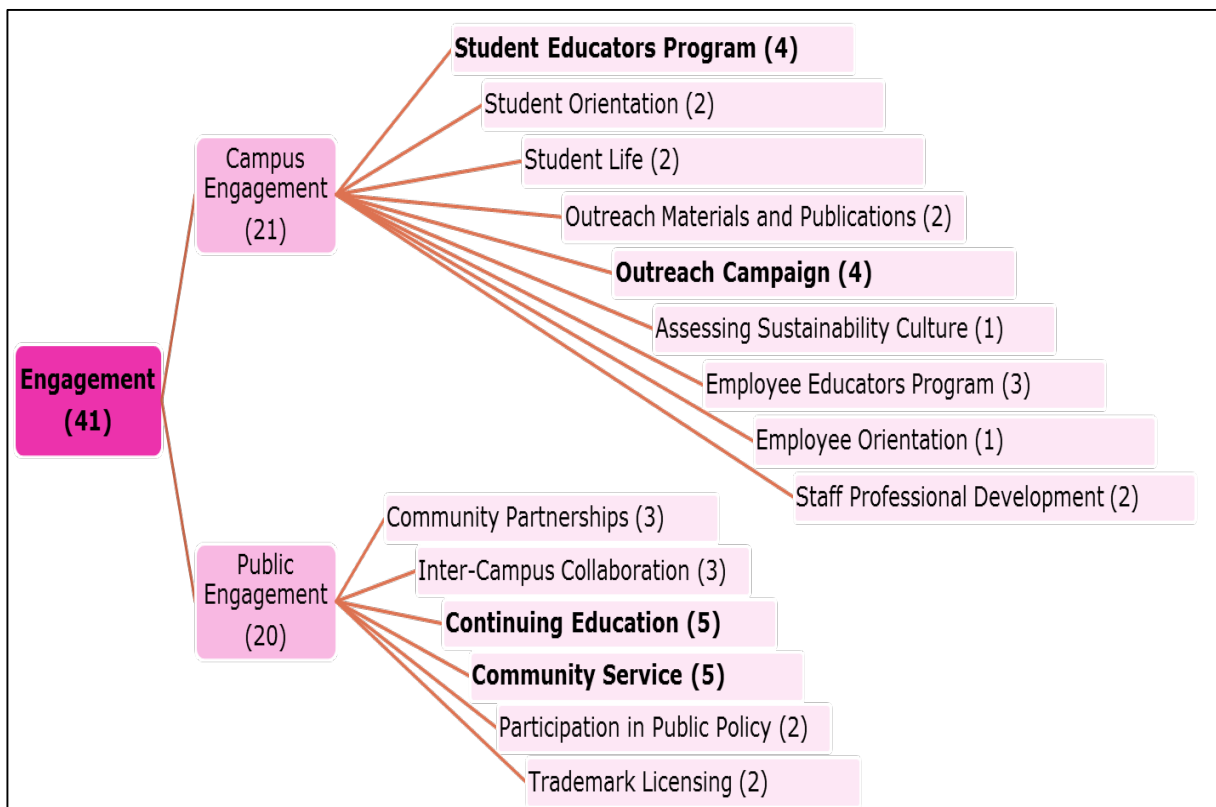 Student Educators Program (4)
Student Orientation (2)
Student Life (2)
Outreach Materials and Publications (2)
Outreach Campaign (4)
Assessing Sustainability Culture (1)
Employee Educators Program (3)
Employee Orientation (1)
Staff Professional Development (2)
Campus
Engagement
(21)
Engagement
(41)
Public
Engagement
(20)
Community Partnerships (3)
Inter-Campus Collaboration (3)
Continuing Education (5)
Community Service (5)
Participation in Public Policy (2)
Trademark Licensing (2)